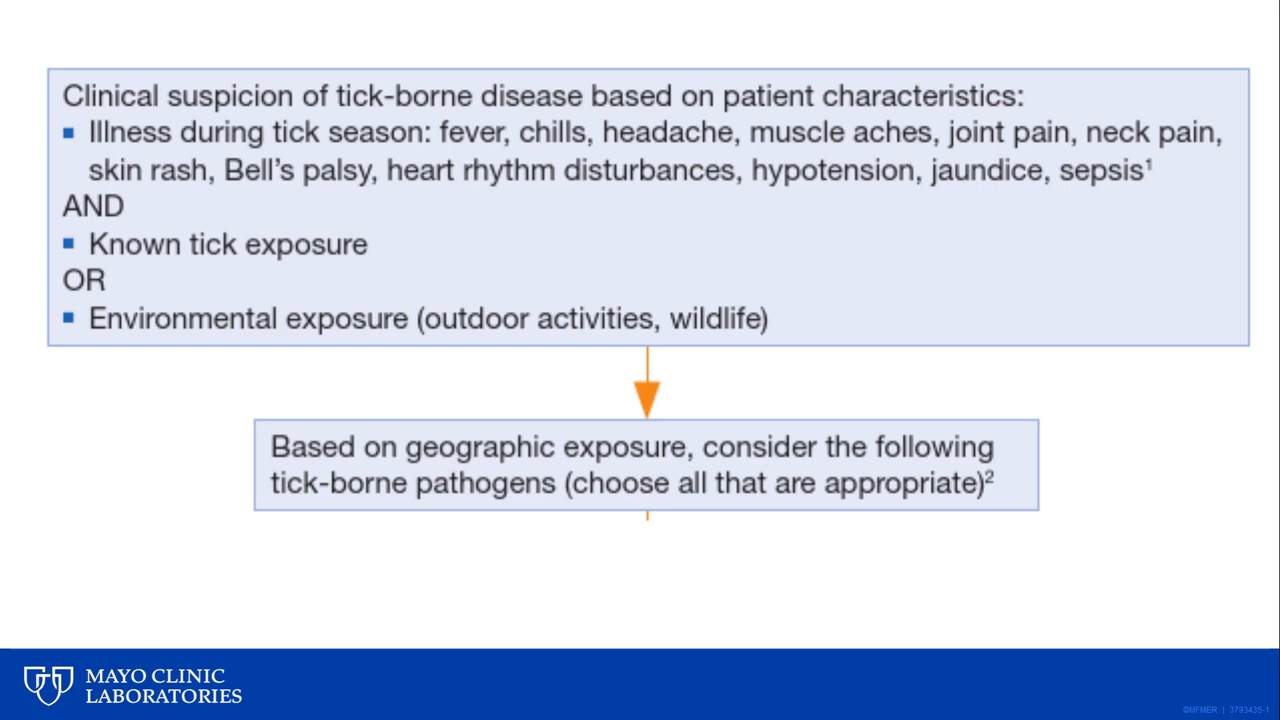 Clinical suspicion of tick-borne disease based on patient characteristics:
▪ Illness during tick season: fever, chills, headache, muscle aches, joint pain, neck pain,
skin rash, Bell’s palsy, heart rhythm disturbances, hypotension, jaundice, sepsis¹
AND
▪ Known tick exposure
OR
▪ Environmental exposure (outdoor activities, wildlife)
Based on geographic exposure, consider the following
tick-borne pathogens (choose all that are appropriate)²
MAYO CLINIC
LABORATORIES
©MFMER | 3793435-1